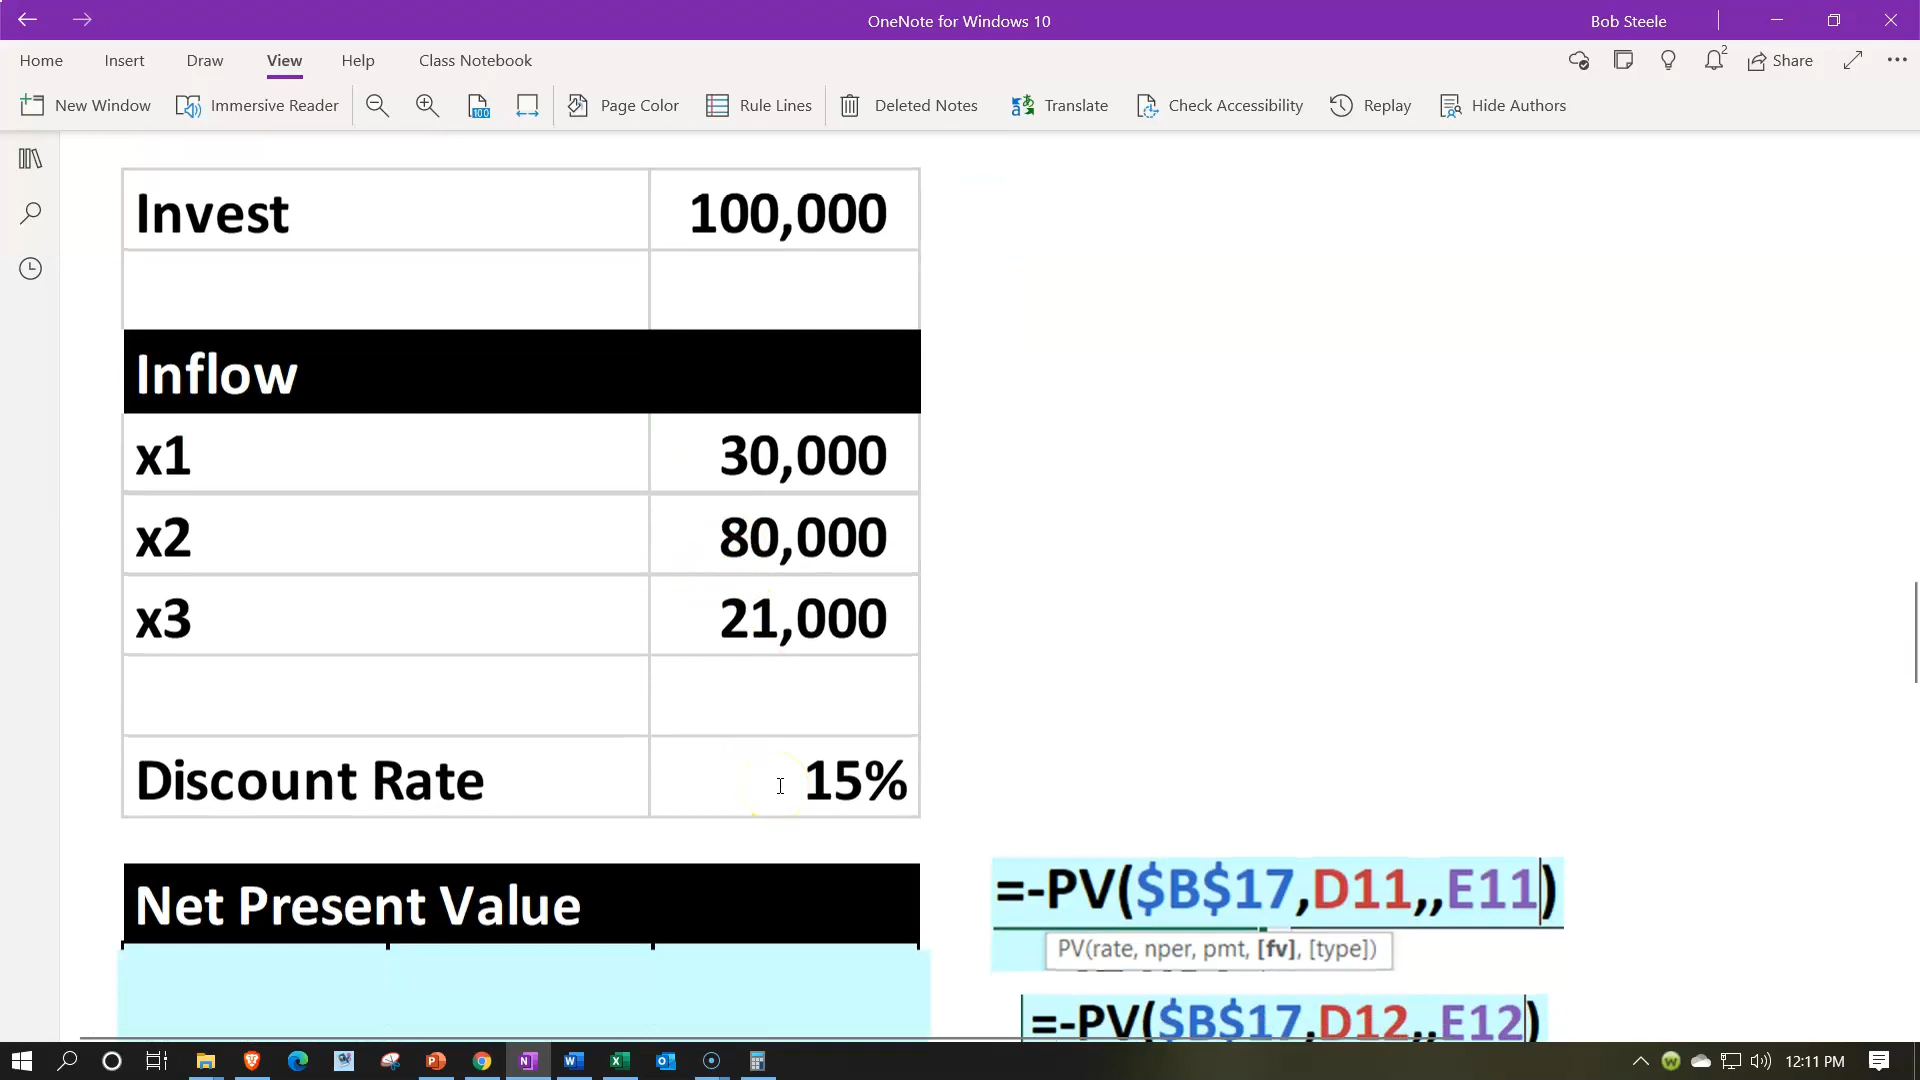 OneNote for Windows 10
Bob Steele
Home Insert Draw View Help Class Notebook
2
Share
New Window Immersive Reader 100 Page Color Rule Lines Deleted Notes Translate Check Accessibility Replay Hide Authors
Invest 100,000
Inflow
x1 30,000
x2 80,000
x3 21,000
Discount Rate 15%
Net Present Value
=-PV($B$17,D11,,E11)
PV(rate, nper, pmt, [fv], [type])
=-PV($B$17,D12,,E12)
12:11 PM